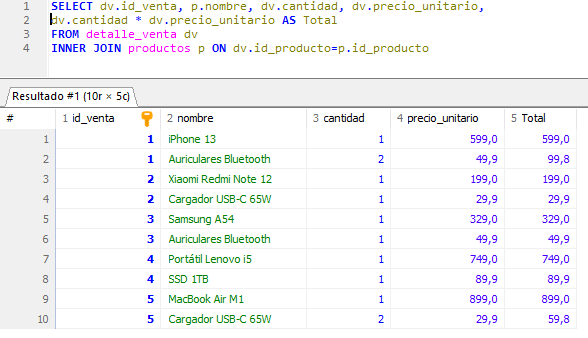 1 SELECT dv.id_venta, p.nombre, dv.cantidad, dv.precio_unitario,
2 dv.cantidad * dv.precio_unitario AS Total
3 FROM detalle_venta dv
4 INNER JOIN productos p ON dv.id_producto=p.id_producto
Resultado #1 (10r × 5c)
# 1 id_venta 2 nombre 3 cantidad 4 precio_unitario 5 Total
1 1 iPhone 13 1 599,0 599,0
2 1 Auriculares Bluetooth 2 49,9 99,8
3 2 Xiaomi Redmi Note 12 1 199,0 199,0
4 2 Cargador USB-C 65W 1 29,9 29,9
5 3 Samsung A54 1 329,0 329,0
6 3 Auriculares Bluetooth 1 49,9 49,9
7 4 Portátil Lenovo i5 1 749,0 749,0
8 4 SSD 1TB 1 89,9 89,9
9 5 MacBook Air M1 1 899,0 899,0
10 5 Cargador USB-C 65W 2 29,9 59,8